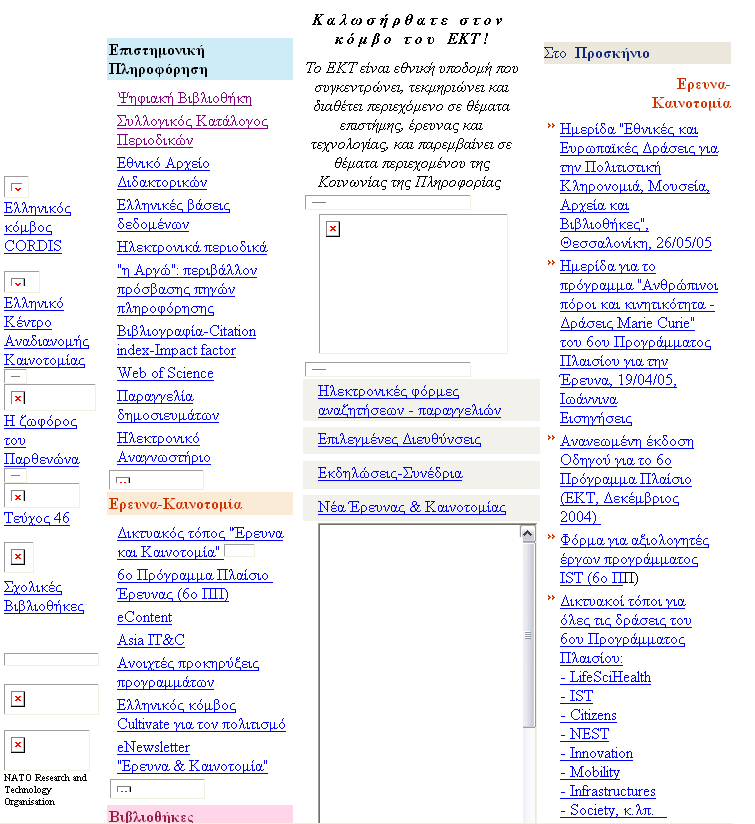 Ελληνικός
κόμβος
CORDIS
Ελληνικό
Κέντρο
Αναδιανομής
Καινοτομίας
Η ζωφόρος
του
Παρθενώνα
Τεύχος 46
Σχολικές
Βιβλιοθήκες
NATO Research and
Technology
Organisation
Επιστημονική
Πληροφόρηση
Ψηφιακή Βιβλιοθήκη
Συλλογικός Κατάλογος
Περιοδικών
Εθνικό Αρχείο
Διδακτορικών
Ελληνικές βάσεις
δεδομένων
Ηλεκτρονικά περιοδικά
"η Αργώ": περιβάλλον
πρόσβασης πηγών
πληροφόρησης
Βιβλιογραφία-Citation
index-Impact factor
Web of Science
Παραγγελία
δημοσιευμάτων
Ηλεκτρονικό
Αναγνωστήριο
Έρευνα-Καινοτομία
Δικτυακός τόπος "Έρευνα
και Καινοτομία"
6ο Πρόγραμμα Πλαίσιο
Έρευνας (6ο ΠΠ)
eContent
Asia IT&C
Ανοιχτές προκηρύξεις
προγραμμάτων
Ελληνικός κόμβος
Cultivate για τον πολιτισμό
eNewsletter
"Έρευνα & Καινοτομία"
Βιβλιοθήκες
Καλωσήρθατε στον
κόμβο του ΕΚΤ!
Το ΕΚΤ είναι εθνική υποδομή που
συγκεντρώνει, τεκμηριώνει και
διαθέτει περιεχόμενο σε θέματα
επιστήμης, έρευνας και
τεχνολογίας, και παρεμβαίνει σε
θέματα περιεχομένου της
Κοινωνίας της Πληροφορίας
Ηλεκτρονικές φόρμες
αναζητήσεων - παραγγελιών
Επιλεγμένες Διευθύνσεις
Εκδηλώσεις-Συνέδρια
Νέα Έρευνας & Καινοτομίας
Στο Προσκήνιο
Έρευνα-
Καινοτομία
Ημερίδα "Εθνικές και
Ευρωπαϊκές Δράσεις για
την Πολιτιστική
Κληρονομιά, Μουσεία,
Αρχεία και
Βιβλιοθήκες",
Θεσσαλονίκη, 26/05/05
Ημερίδα για το
πρόγραμμα "Ανθρώπινοι
πόροι και κινητικότητα -
Δράσεις Marie Curie"
του 6ου Προγράμματος
Πλαισίου για την
Έρευνα, 19/04/05,
Ιωάννινα
Εισηγήσεις
Ανανεωμένη έκδοση
Οδηγού για το 6ο
Πρόγραμμα Πλαίσιο
(ΕΚΤ, Δεκέμβριος
2004)
Φόρμα για αξιολογητές
έργων προγράμματος
IST (6ο ΠΠ)
Δικτυακοί τόποι για
όλες τις δράσεις του
6ου Προγράμματος
Πλαισίου:
- LifeSciHealth
- IST
- Citizens
- NEST
- Innovation
- Mobility
- Infrastructures
- Society, κ.λπ.